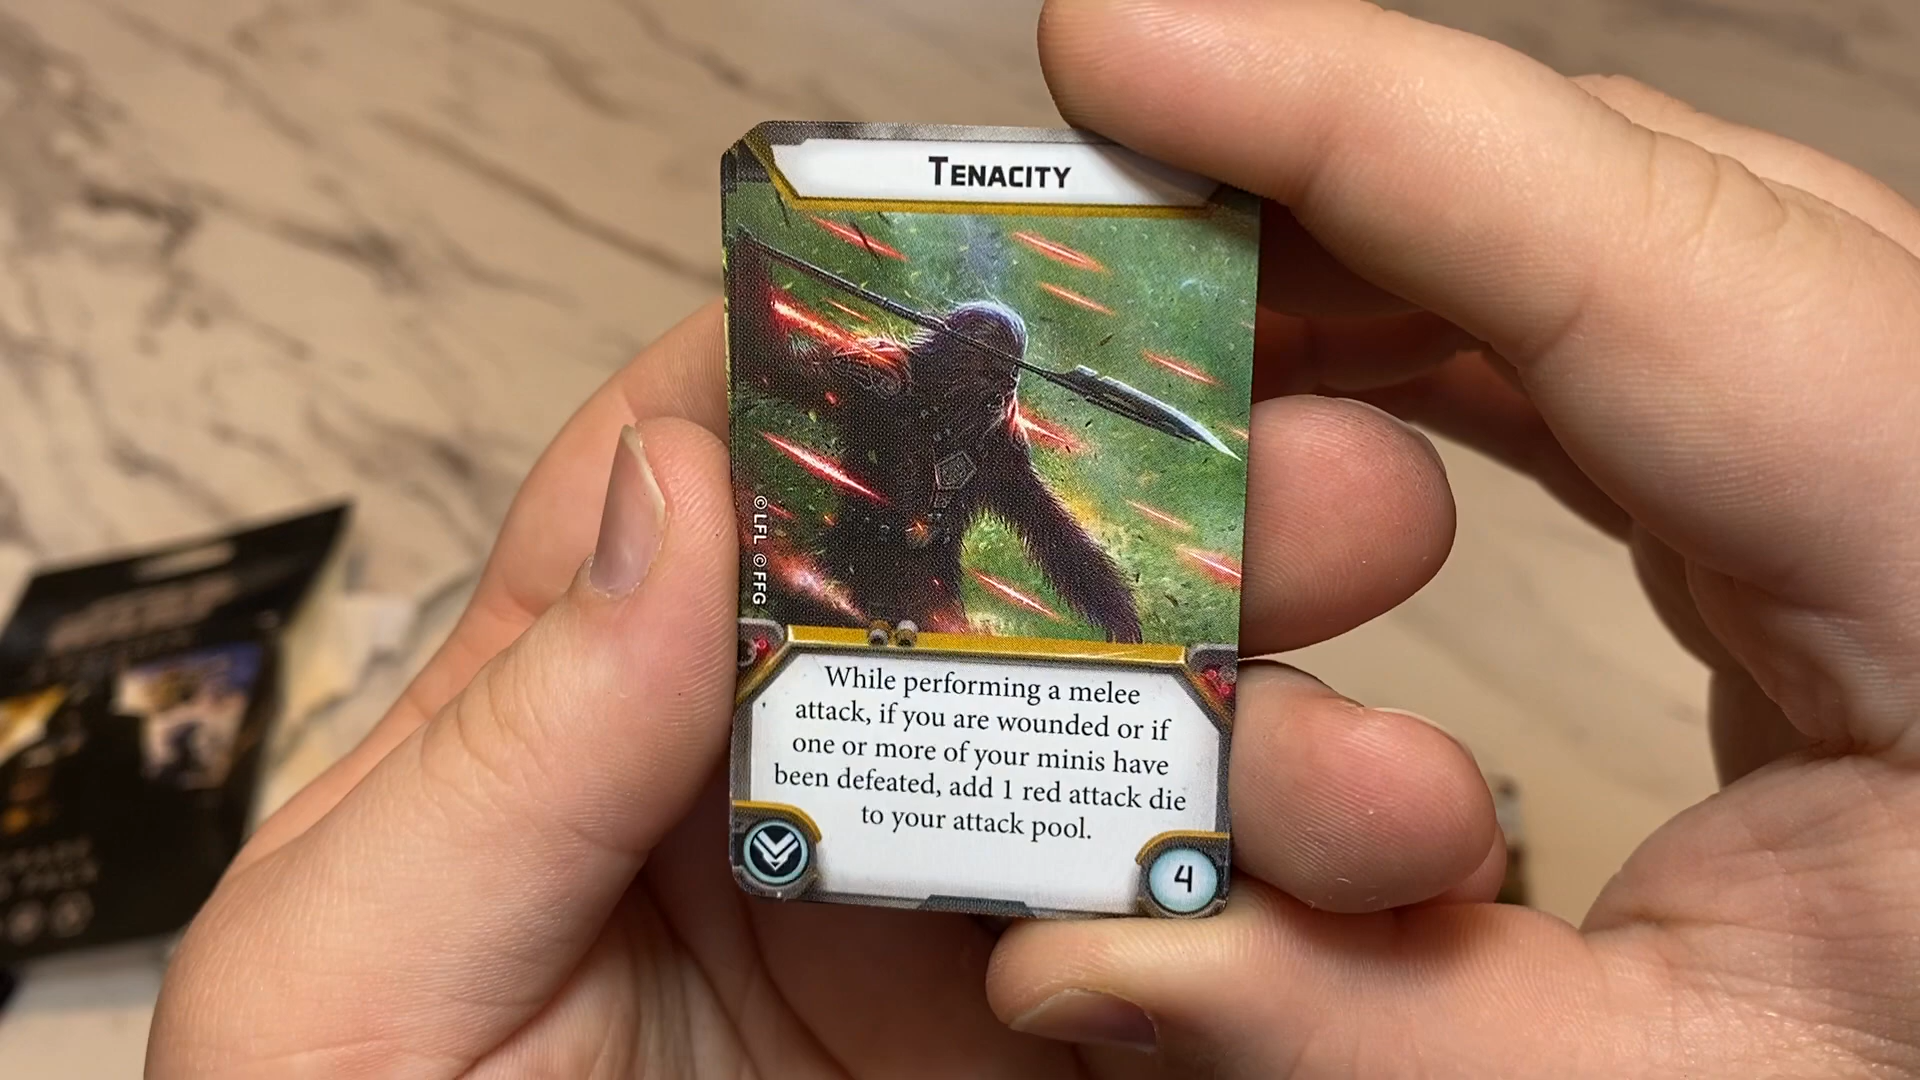 TENACITY
© LFL © FFG
While performing a melee
attack, if you are wounded or if
one or more of your minis have
been defeated, add 1 red attack die
to your attack pool.
4